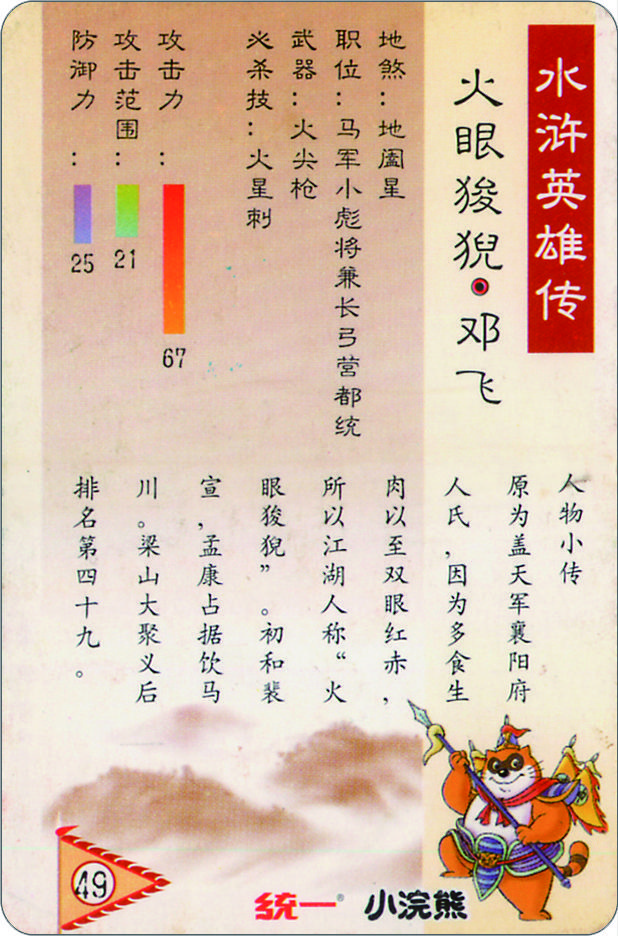 水浒英雄传
火眼狻猊·邓飞
地煞：地阖星
职位：马军小彪将兼长弓营都统
武器：火尖枪
必杀技：火星刺
攻击力：
67
攻击范围：
21
防御力：
25
人物小传
原为盖天军襄阳府
人氏，因为多食生
肉以至双眼红赤，
所以江湖人称“火
眼狻猊”。初和裴
宣，孟康占据饮马
川。梁山大聚义后
排名第四十九。
49
统一® 小浣熊